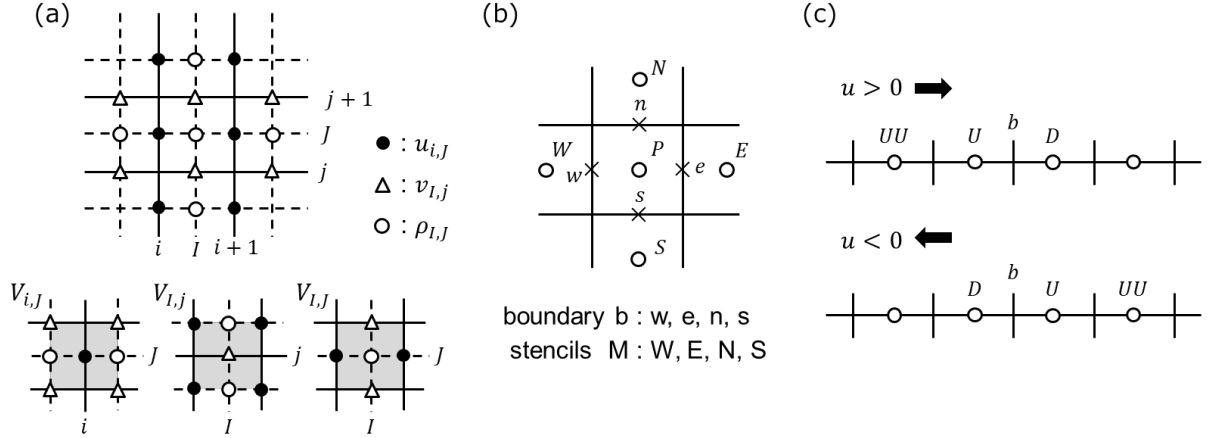 (a)
j + 1
J
j
i I i + 1
● : u_{i,J}
△ : v_{I,j}
○ : ρ_{I,J}
V_{i,J}
J
i
V_{I,j}
j
I
V_{I,J}
J
I
(b)
N
n
W P E
w e
s
S
boundary b : w, e, n, s
stencils M : W, E, N, S
(c)
u > 0
UU U b D
u < 0
D b U UU